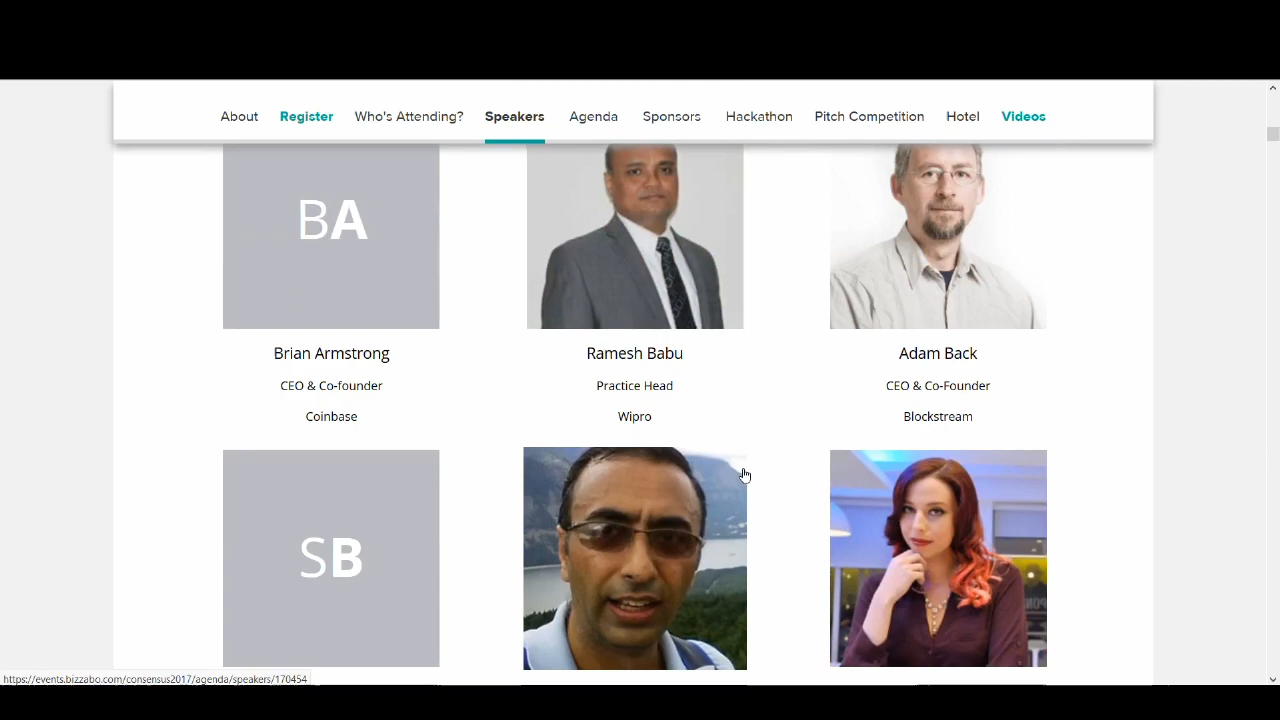 About Register Who's Attending? Speakers Agenda Sponsors Hackathon Pitch Competition Hotel Videos
BA
Brian Armstrong Ramesh Babu Adam Back
CEO & Co-founder Practice Head CEO & Co-Founder
Coinbase Wipro Blockstream
SB
https://events.bizzabo.com/consensus2017/agenda/speakers/170454